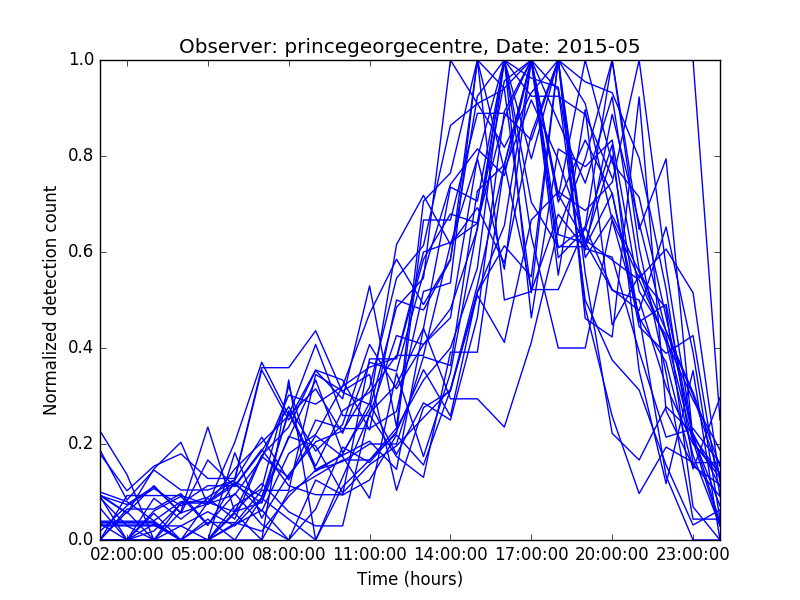 Observer: princegeorgecentre, Date: 2015-05
1.0
0.8
0.6
0.4
0.2
0.0
Normalized detection count
02:00:00 05:00:00 08:00:00 11:00:00 14:00:00 17:00:00 20:00:00 23:00:00
Time (hours)